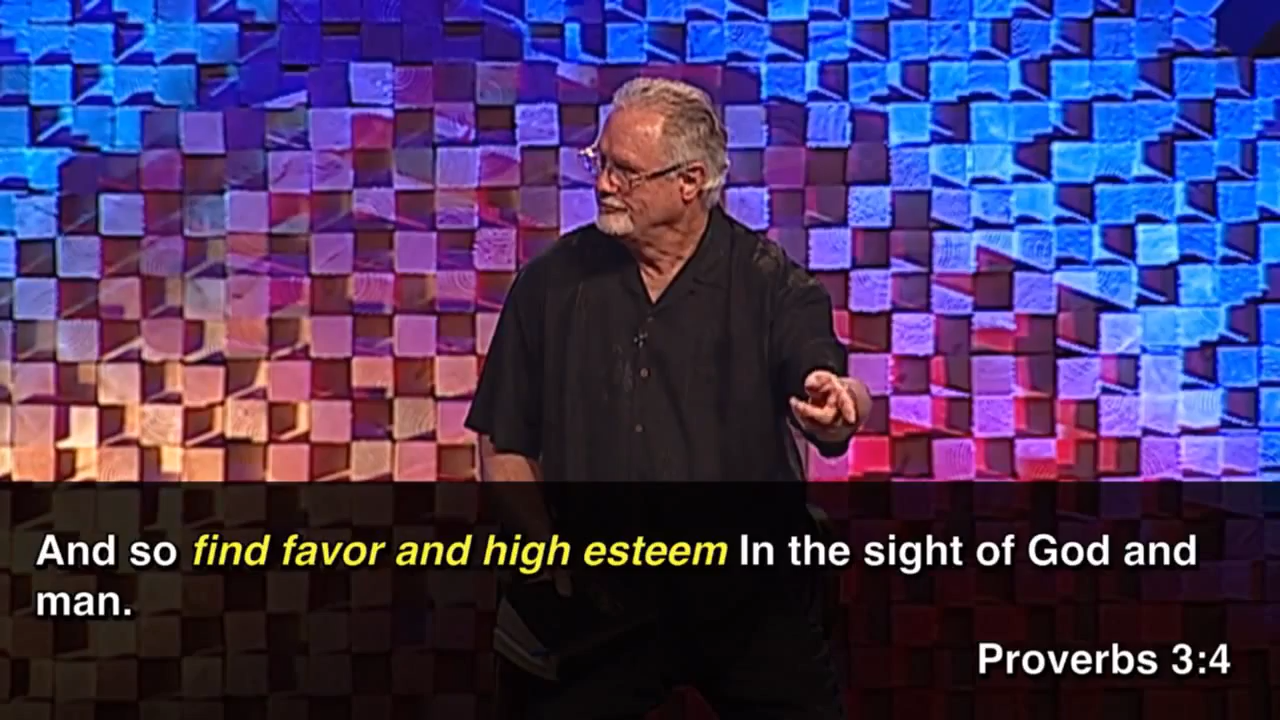 And so find favor and high esteem In the sight of God and
man.
Proverbs 3:4